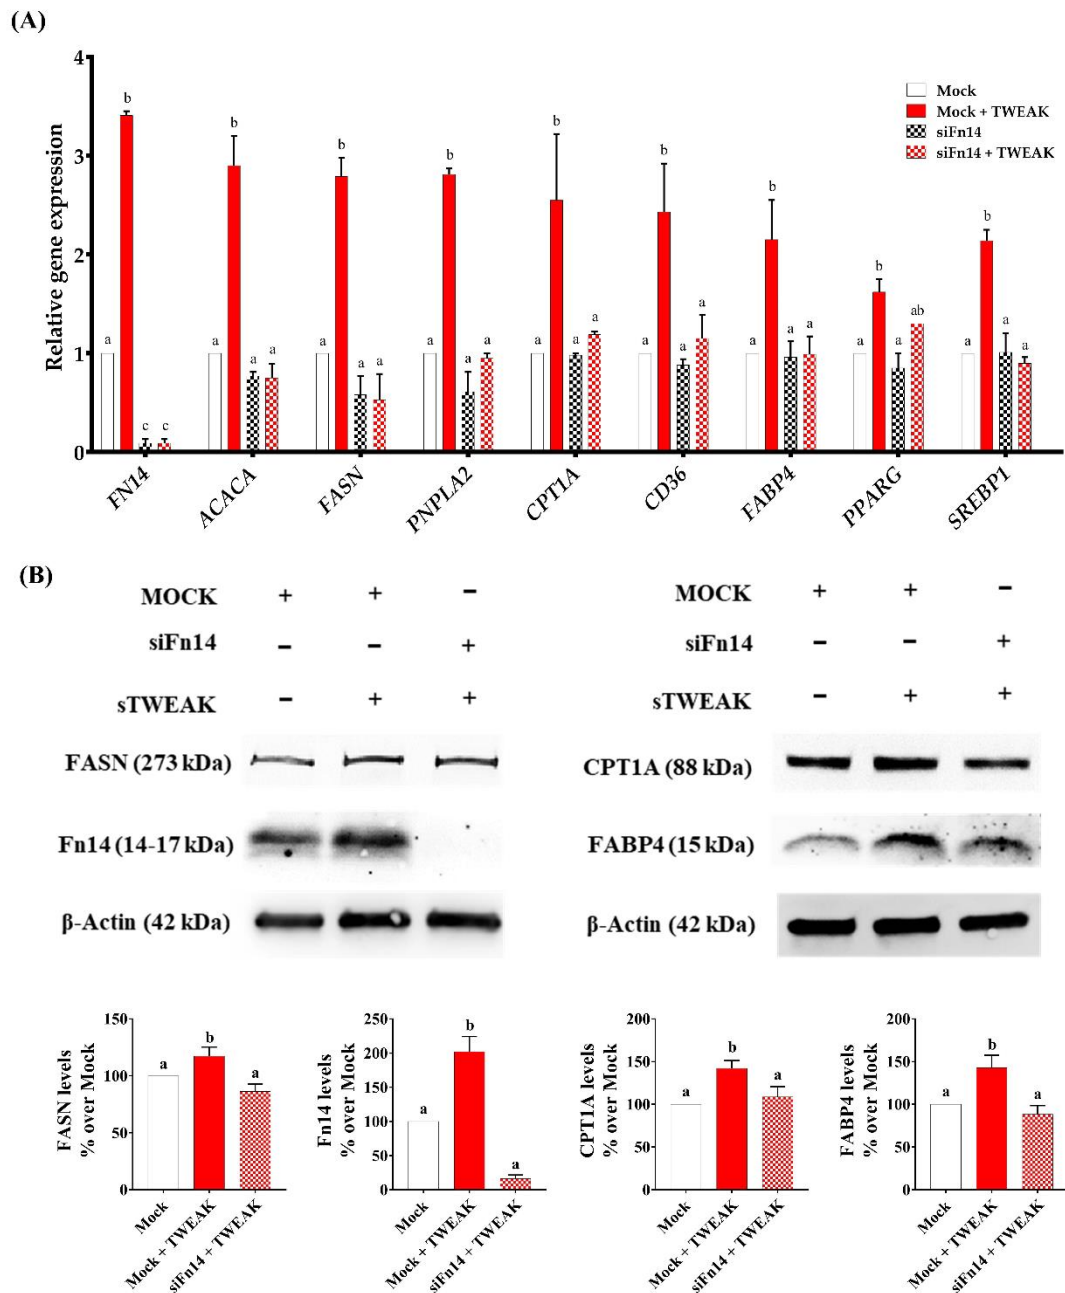 (A)
Relative gene expression
4
3
2
1
0
Mock
Mock + TWEAK
siFn14
siFn14 + TWEAK
a b c c
a b a a
a b a a
a b a a
a b a a
a b a a
a b a a
a b a ab
a b a a
FN14 ACACA FASN PNPLA2 CPT1A CD36 FABP4 PPARG SREBP1
(B)
MOCK + + −
siFn14 − − +
sTWEAK − + +
FASN (273 kDa)
Fn14 (14-17 kDa)
β-Actin (42 kDa)
MOCK + + −
siFn14 − − +
sTWEAK − + +
CPT1A (88 kDa)
FABP4 (15 kDa)
β-Actin (42 kDa)
FASN levels
% over Mock
150
100
50
0
a b a
Mock
Mock + TWEAK
siFn14 + TWEAK
Fn14 levels
% over Mock
250
200
150
100
50
0
a b a
Mock
Mock + TWEAK
siFn14 + TWEAK
CPT1A levels
% over Mock
200
150
100
50
0
a b a
Mock
Mock + TWEAK
siFn14 + TWEAK
FABP4 levels
% over Mock
200
150
100
50
0
a b a
Mock
Mock + TWEAK
siFn14 + TWEAK